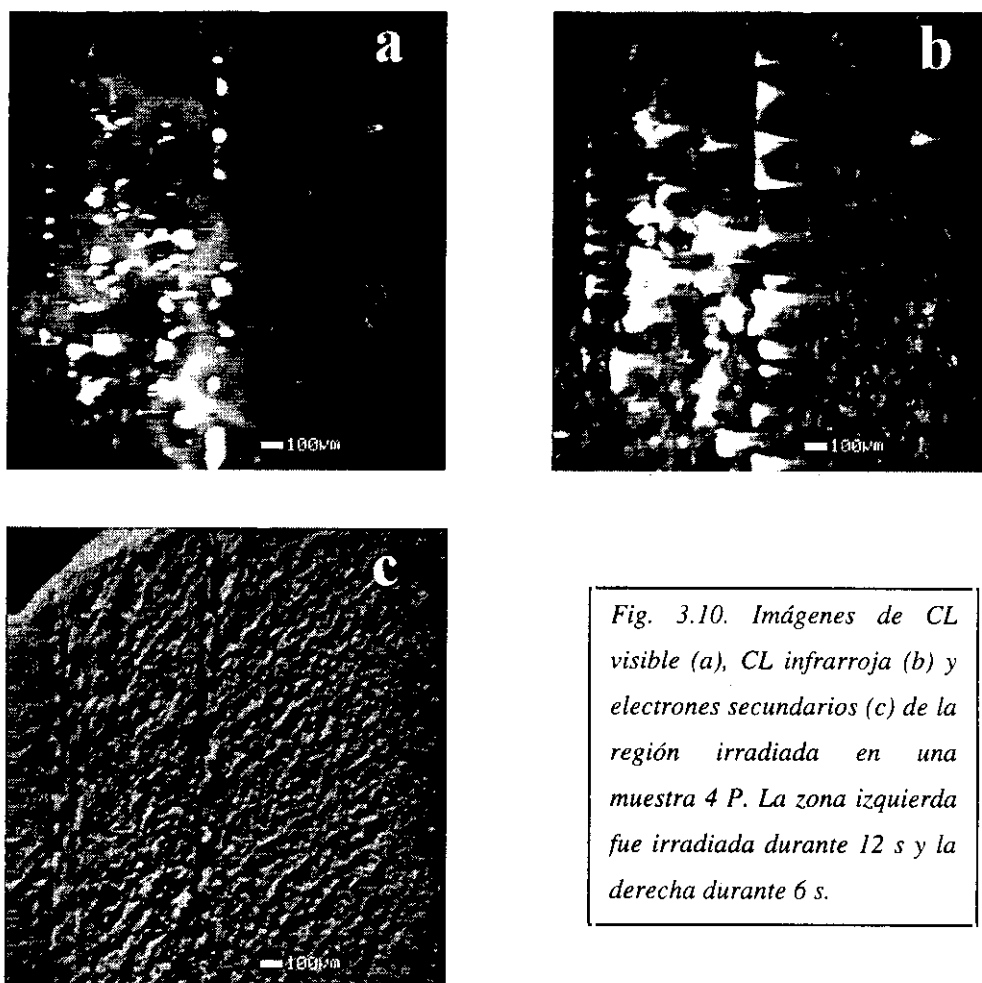 a
b
100µm
100µm
c
100µm
Fig. 3.10. Imágenes de CL
visible (a), CL infrarroja (b) y
electrones secundarios (c) de la
región irradiada en una
muestra 4 P. La zona izquierda
fue irradiada durante 12 s y la
derecha durante 6 s.